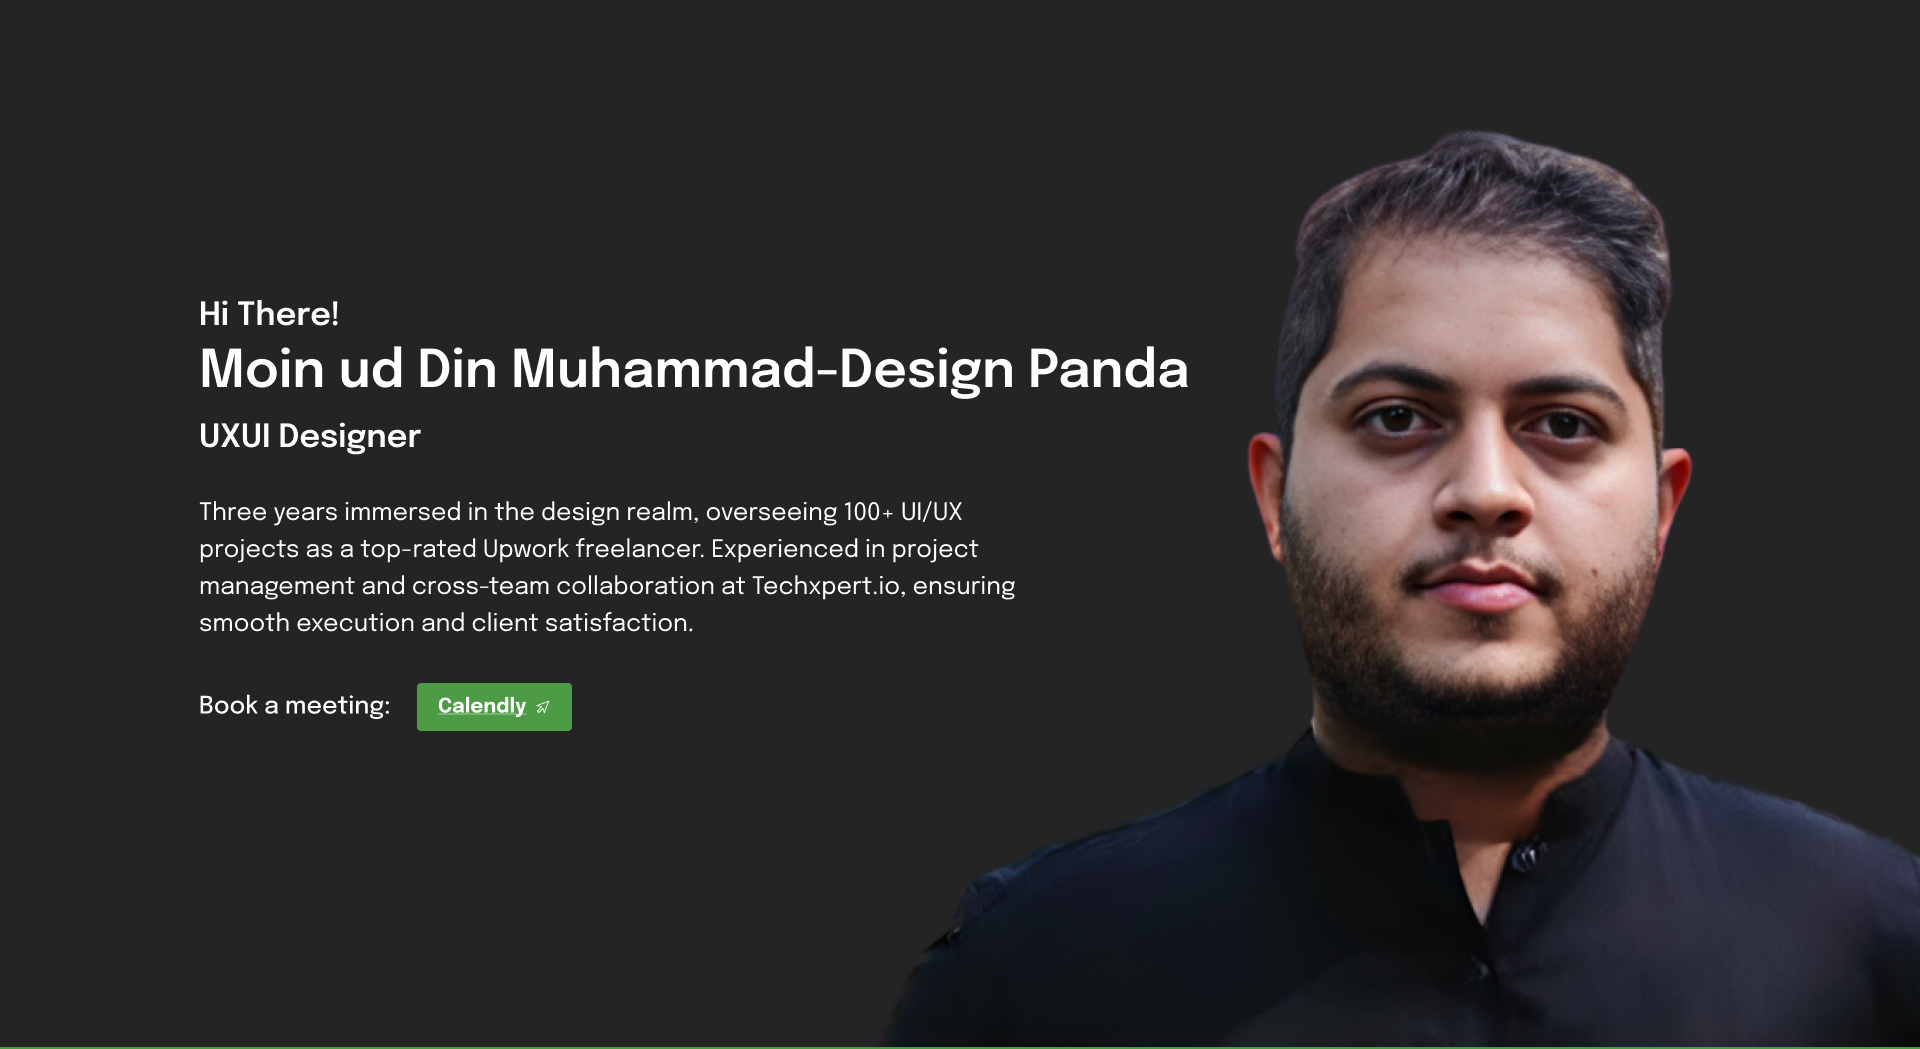 Hi There!
Moin ud Din Muhammad-Design Panda
UXUI Designer
Three years immersed in the design realm, overseeing 100+ UI/UX
projects as a top-rated Upwork freelancer. Experienced in project
management and cross-team collaboration at Techxpert.io, ensuring
smooth execution and client satisfaction.
Book a meeting: Calendly